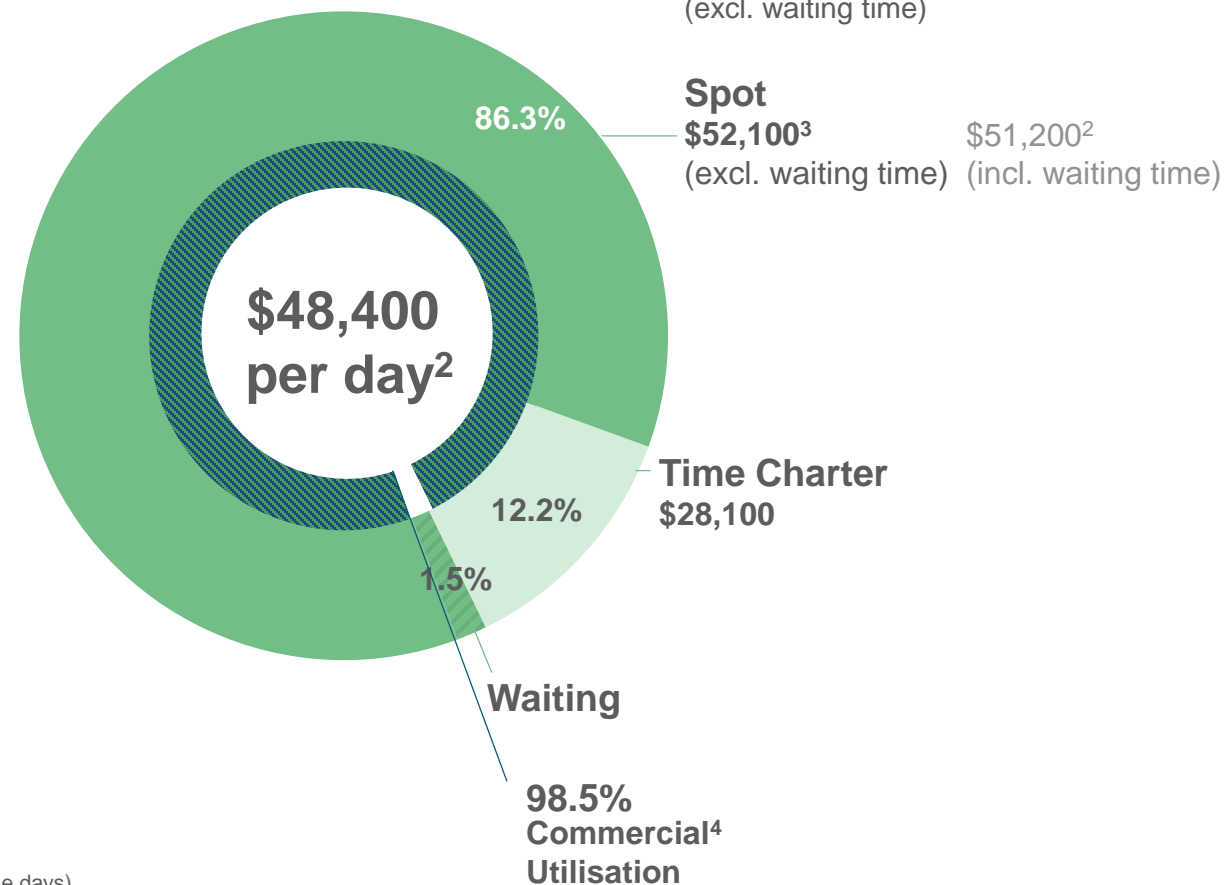 (excl. waiting time)
86.3%
Spot
$52,100³ $51,200²
(excl. waiting time) (incl. waiting time)
$48,400
per day²
Time Charter
$28,100
12.2%
1.5%
Waiting
98.5%
Commercial⁴
Utilisation
days)